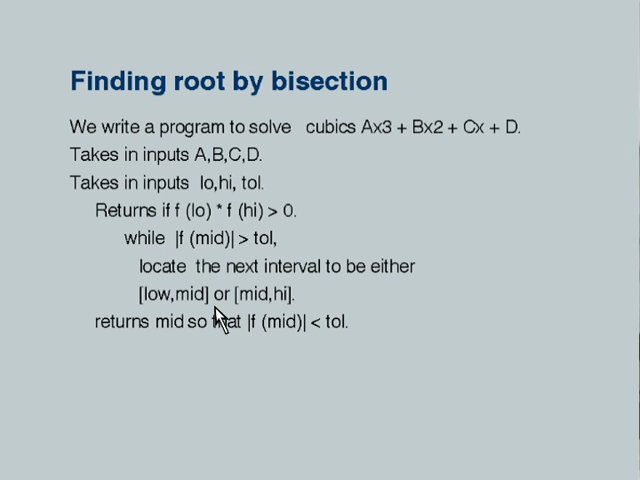 Finding root by bisection
We write a program to solve cubics Ax3 + Bx2 + Cx + D.
Takes in inputs A,B,C,D.
Takes in inputs lo,hi, tol.
Returns if f (lo) * f (hi) > 0.
while |f (mid)| > tol,
locate the next interval to be either
[low,mid] or [mid,hi].
returns mid so that |f (mid)| < tol.